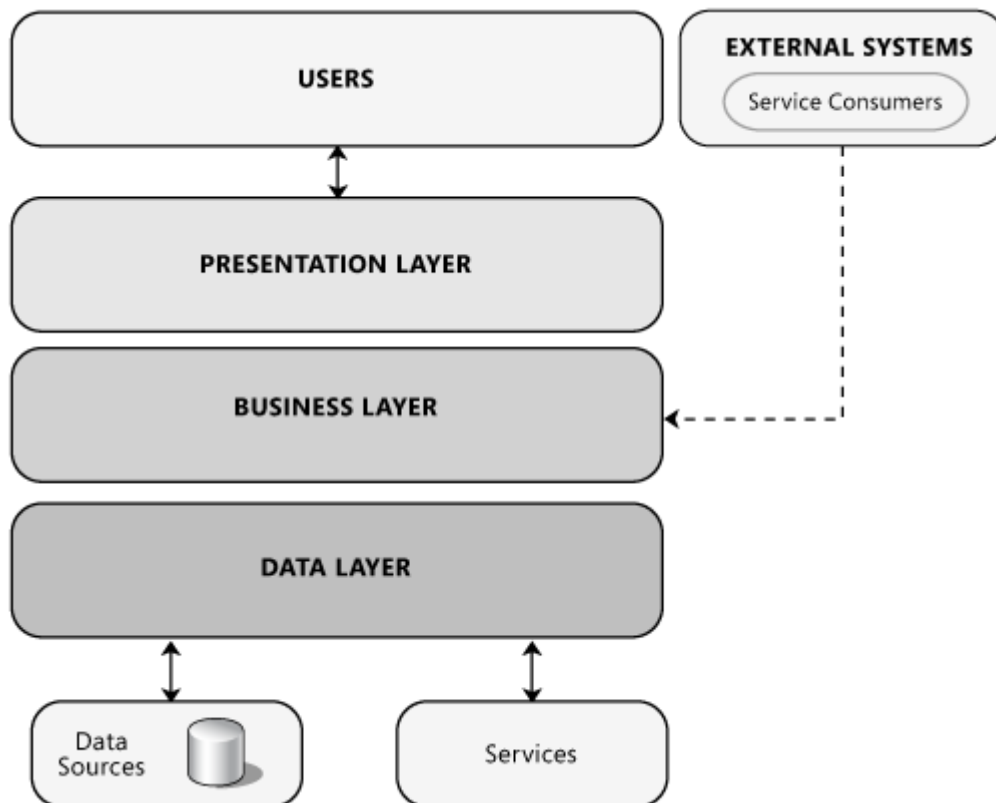 USERS
EXTERNAL SYSTEMS
Service Consumers
PRESENTATION LAYER
BUSINESS LAYER
DATA LAYER
Data
Sources
Services